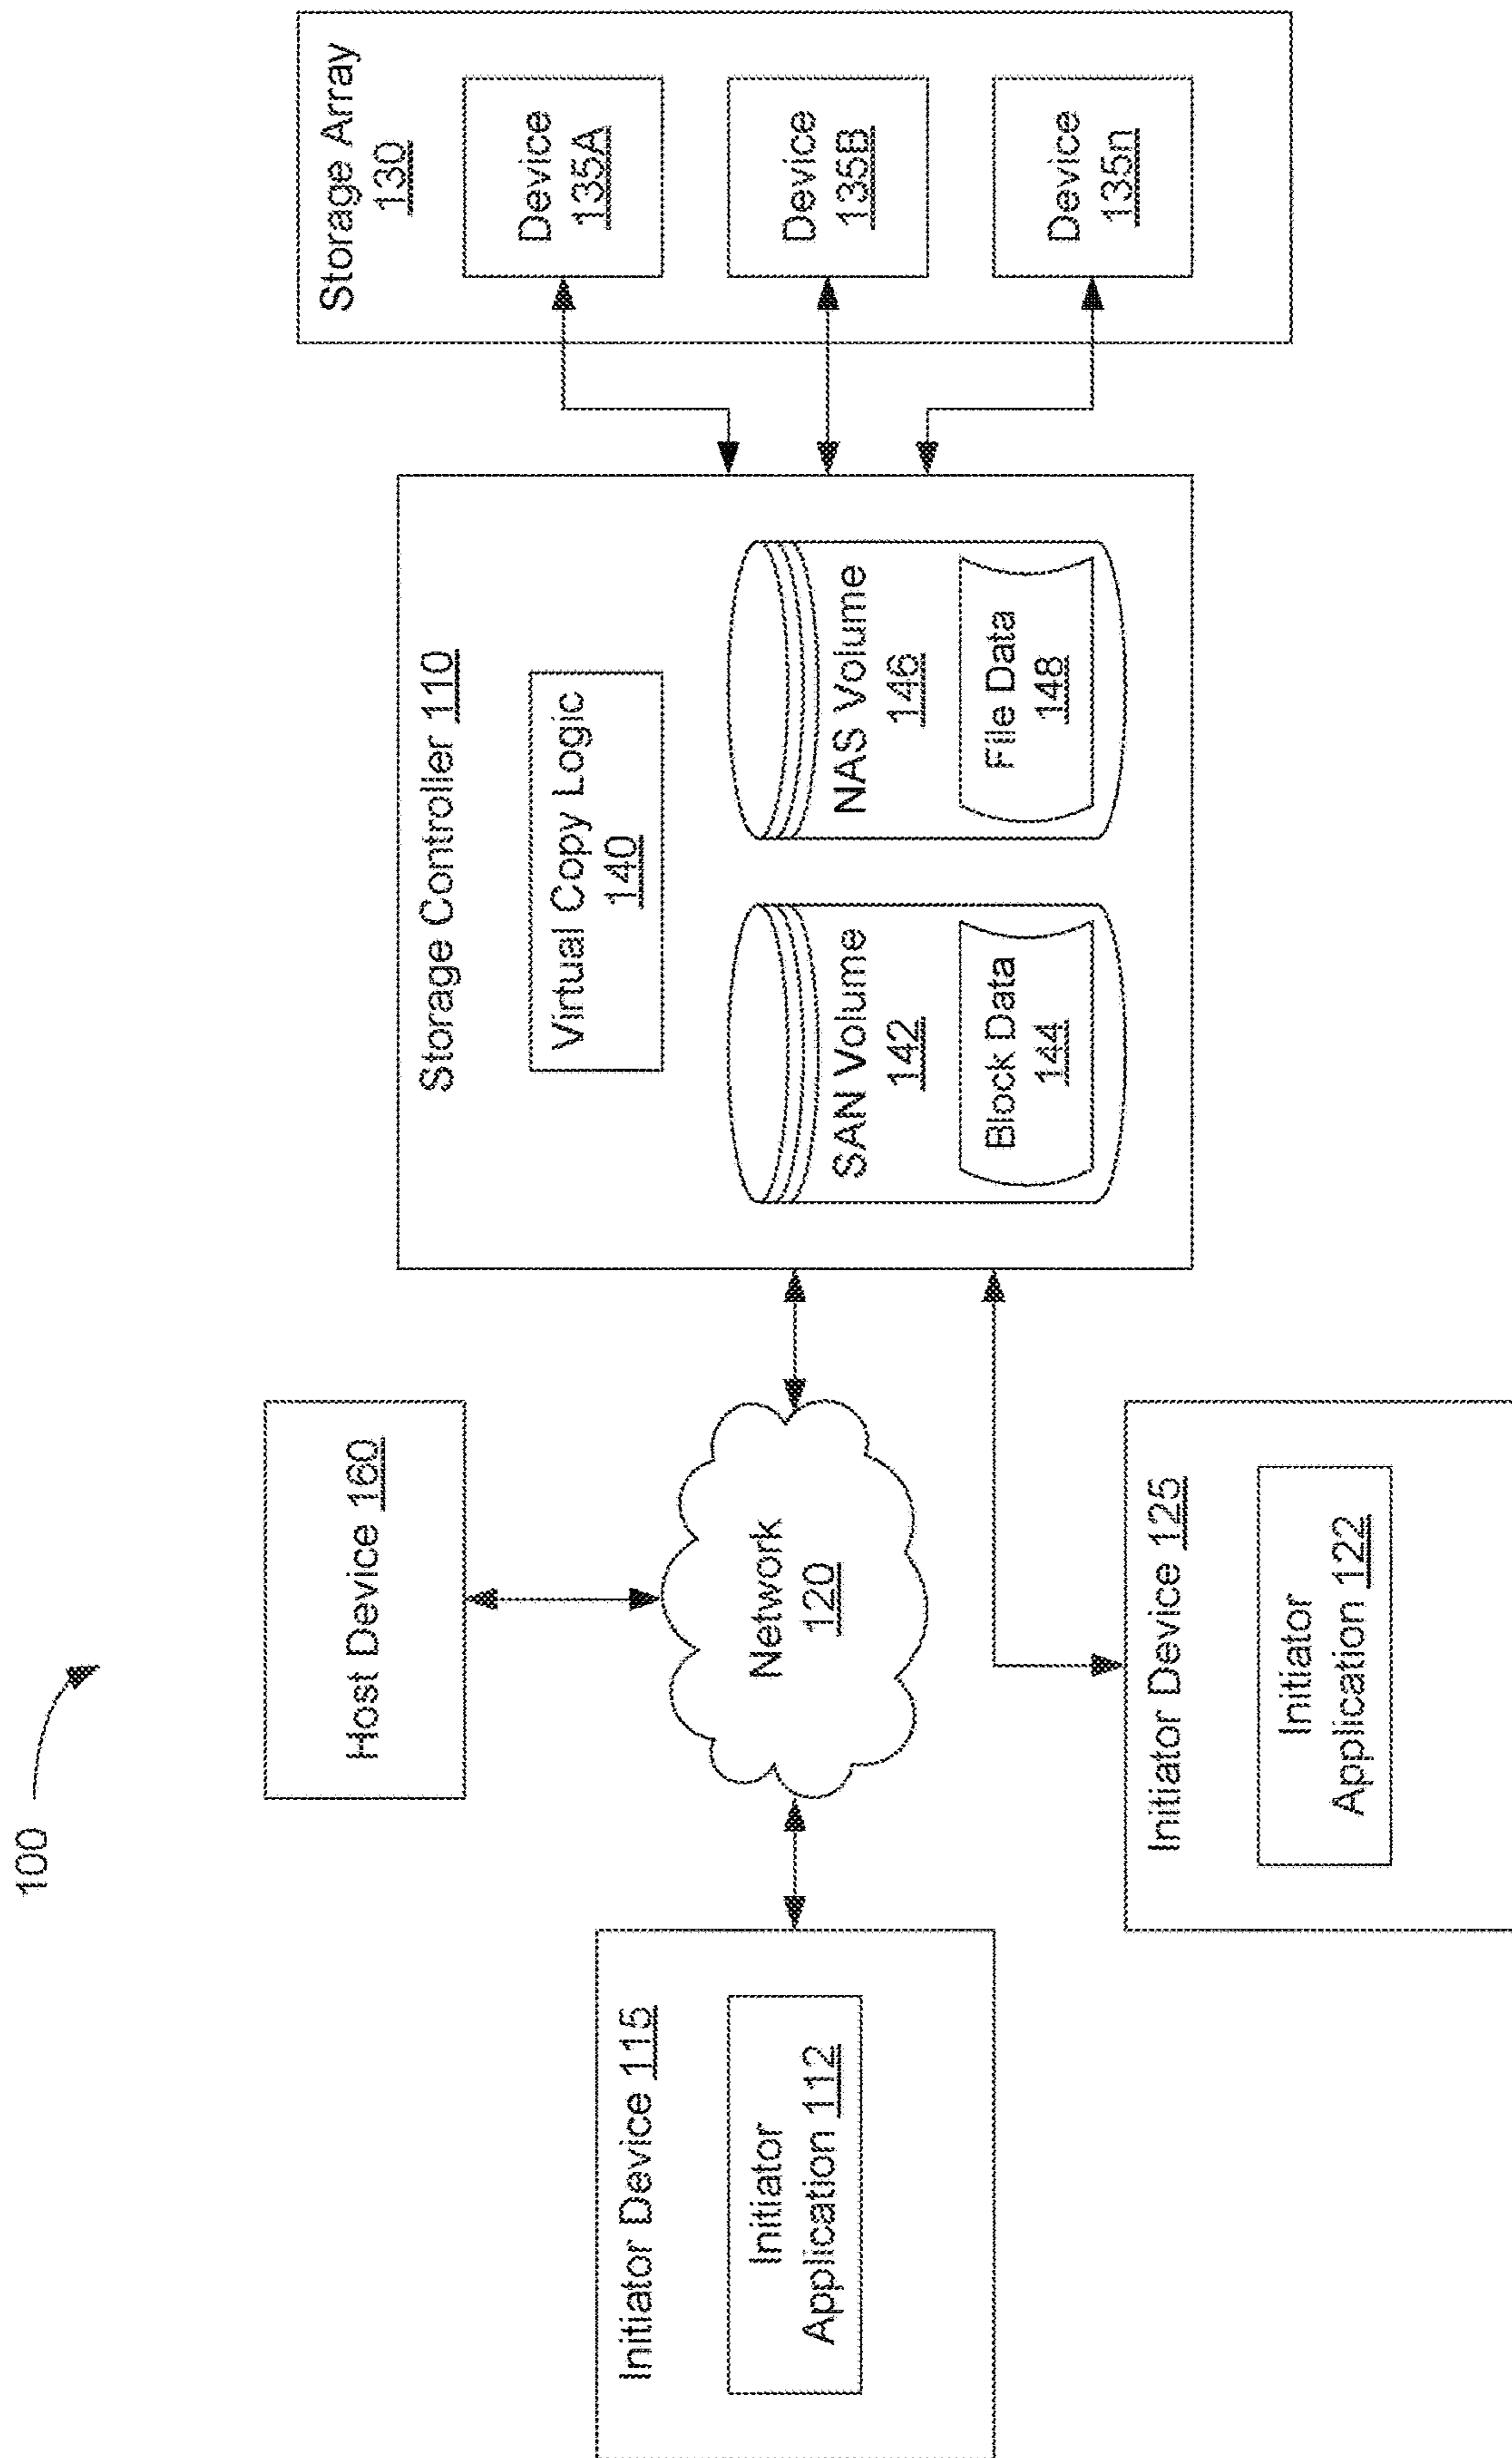 100
Host Device 160
Initiator Device 115
Initiator
Application 112
Network
120
Initiator Device 125
Initiator
Application 122
Storage Controller 110
Virtual Copy Logic
140
SAN Volume
142
Block Data
144
NAS Volume
146
File Data
148
Storage Array
130
Device
135A
Device
135B
Device
135n